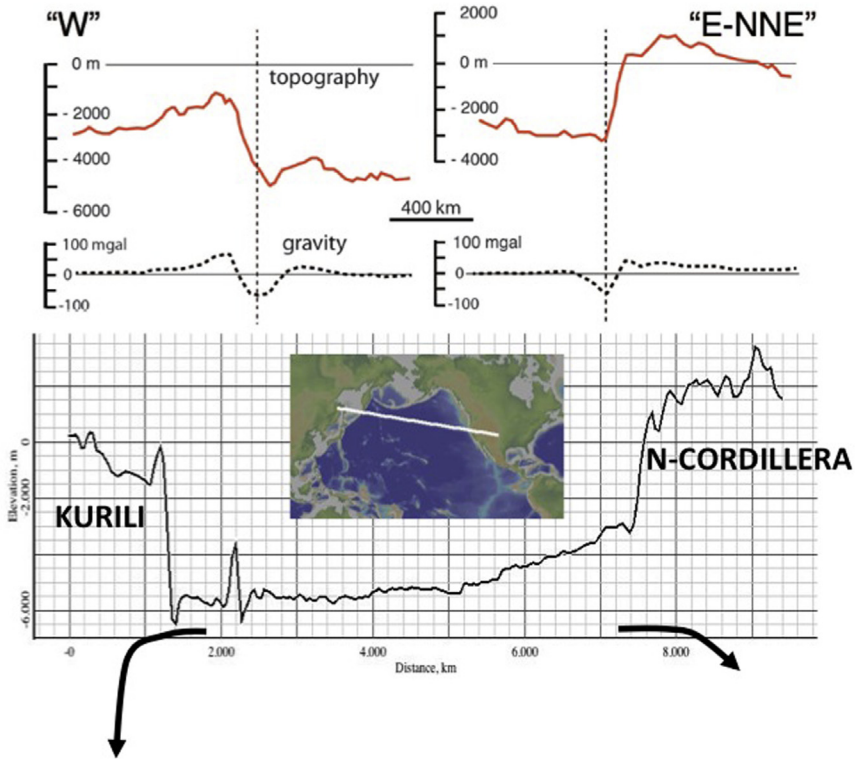 “W”
“E-NNE”
0 m
- 2000
- 4000
- 6000
topography
2000
0 m
- 2000
- 4000
400 km
100 mgal
0
-100
gravity
100 mgal
0
-100
Elevation, m
0
-2.000
-6.000
KURILI
N-CORDILLERA
-0
2.000
4.000
6.000
8.000
Distance, km